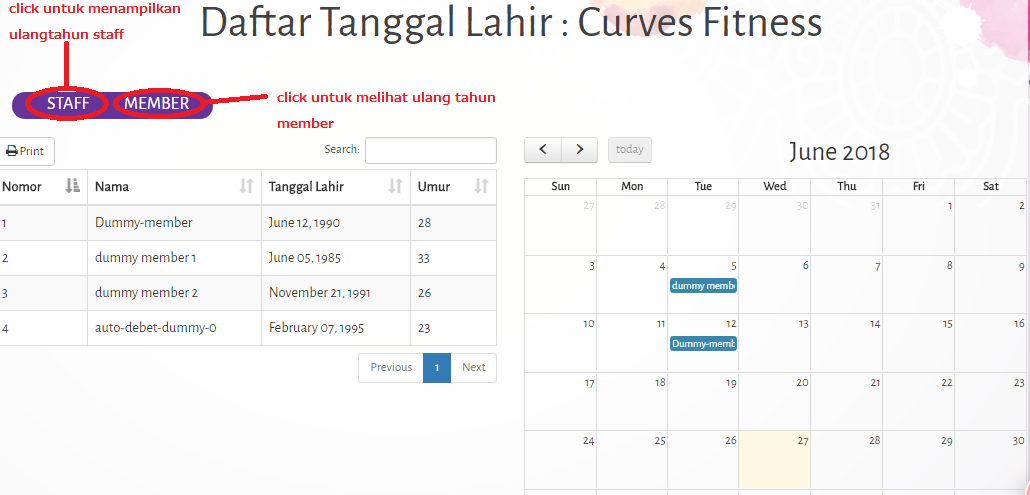 click untuk menampilkan
ulangtahun staff
Daftar Tanggal Lahir : Curves Fitness
STAFF MEMBER
click untuk melihat ulang tahun
member
Print
Search:
Nomor Nama Tanggal Lahir Umur
1 Dummy-member June 12, 1990 28
2 dummy member 1 June 05, 1985 33
3 dummy member 2 November 21, 1991 26
4 auto-debet-dummy-0 February 07, 1995 23
Previous 1 Next
today
June 2018
Sun Mon Tue Wed Thu Fri Sat
27 28 29 30 31 1 2
3 4 5 6 7 8 9
dummy memb
10 11 12 13 14 15 16
Dummy-memb
17 18 19 20 21 22 23
24 25 26 27 28 29 30